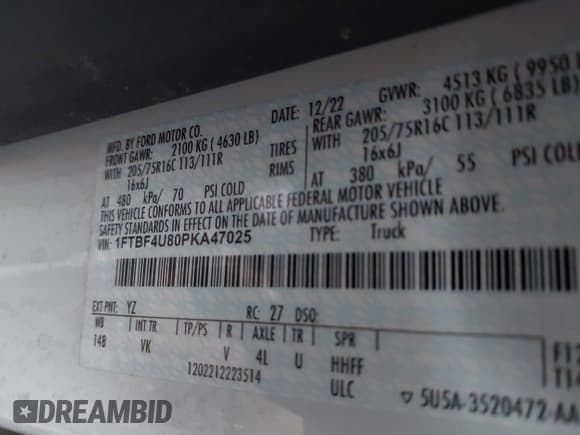 MFD. BY FORD MOTOR CO.
DATE: 12/22
GVWR: 4513 KG ( 9950
FRONT GAWR: 2100 KG ( 4630 LB)
REAR GAWR: 3100 KG ( 6835 LB)
WITH 205/75R16C 113/111R TIRES
WITH 205/75R16C 113/111R
16x6J RIMS
16x6J
AT 480 kPa/ 70 PSI COLD
AT 380 kPa/ 55 PSI COLD
THIS VEHICLE CONFORMS TO ALL APPLICABLE FEDERAL MOTOR VEHICLE
SAFETY STANDARDS IN EFFECT ON THE DATE OF MANUFACTURE SHOWN ABOVE.
VIN: 1FTBF4U80PKA47025
TYPE: Truck
EXT PNT: YZ RC: 27 DSO:
WB INT TR TP/PS R AXLE TR SPR
148 VK V 4L U HHFF
1202212223514 ULC
5U5A-3520472-AA
DREAMBID